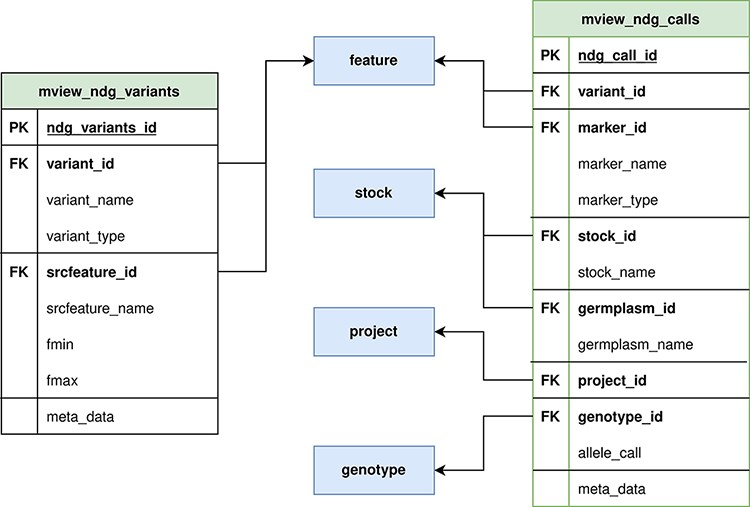 mview_ndg_variants
PK ndg_variants_id
FK variant_id
variant_name
variant_type
FK srcfeature_id
srcfeature_name
fmin
fmax
meta_data
feature
stock
project
genotype
mview_ndg_calls
PK ndg_call_id
FK variant_id
FK marker_id
marker_name
marker_type
FK stock_id
stock_name
FK germplasm_id
germplasm_name
FK project_id
FK genotype_id
allele_call
meta_data